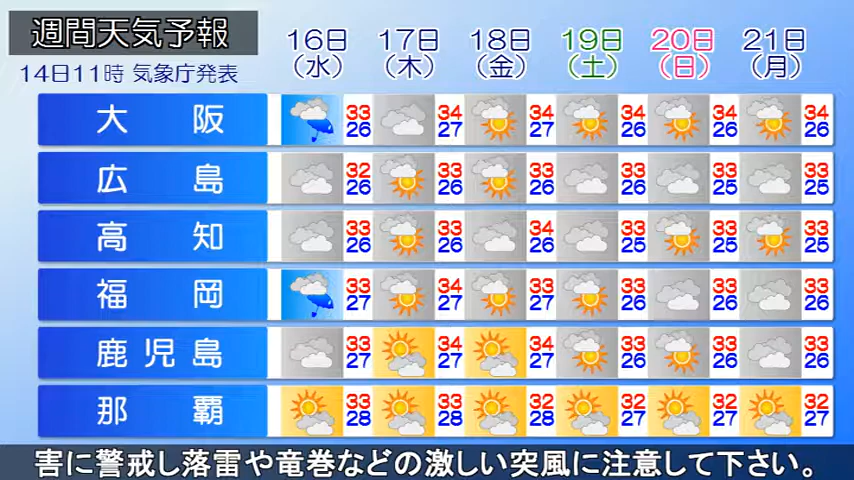 週間天気予報
14日11時 気象庁発表
16日 17日 18日 19日 20日 21日
（水） （木） （金） （土） （日） （月）
大阪 33 26 34 27 34 27 34 26 34 26 34 26
広島 32 26 33 26 33 26 33 26 33 25 33 25
高知 33 26 33 26 34 26 33 25 33 25 33 25
福岡 33 27 34 27 33 27 33 26 33 26 33 26
鹿児島 33 27 34 27 34 27 33 26 33 26 33 26
那覇 33 28 33 28 32 28 32 27 32 27 32 27
害に警戒し落雷や竜巻などの激しい突風に注意して下さい。